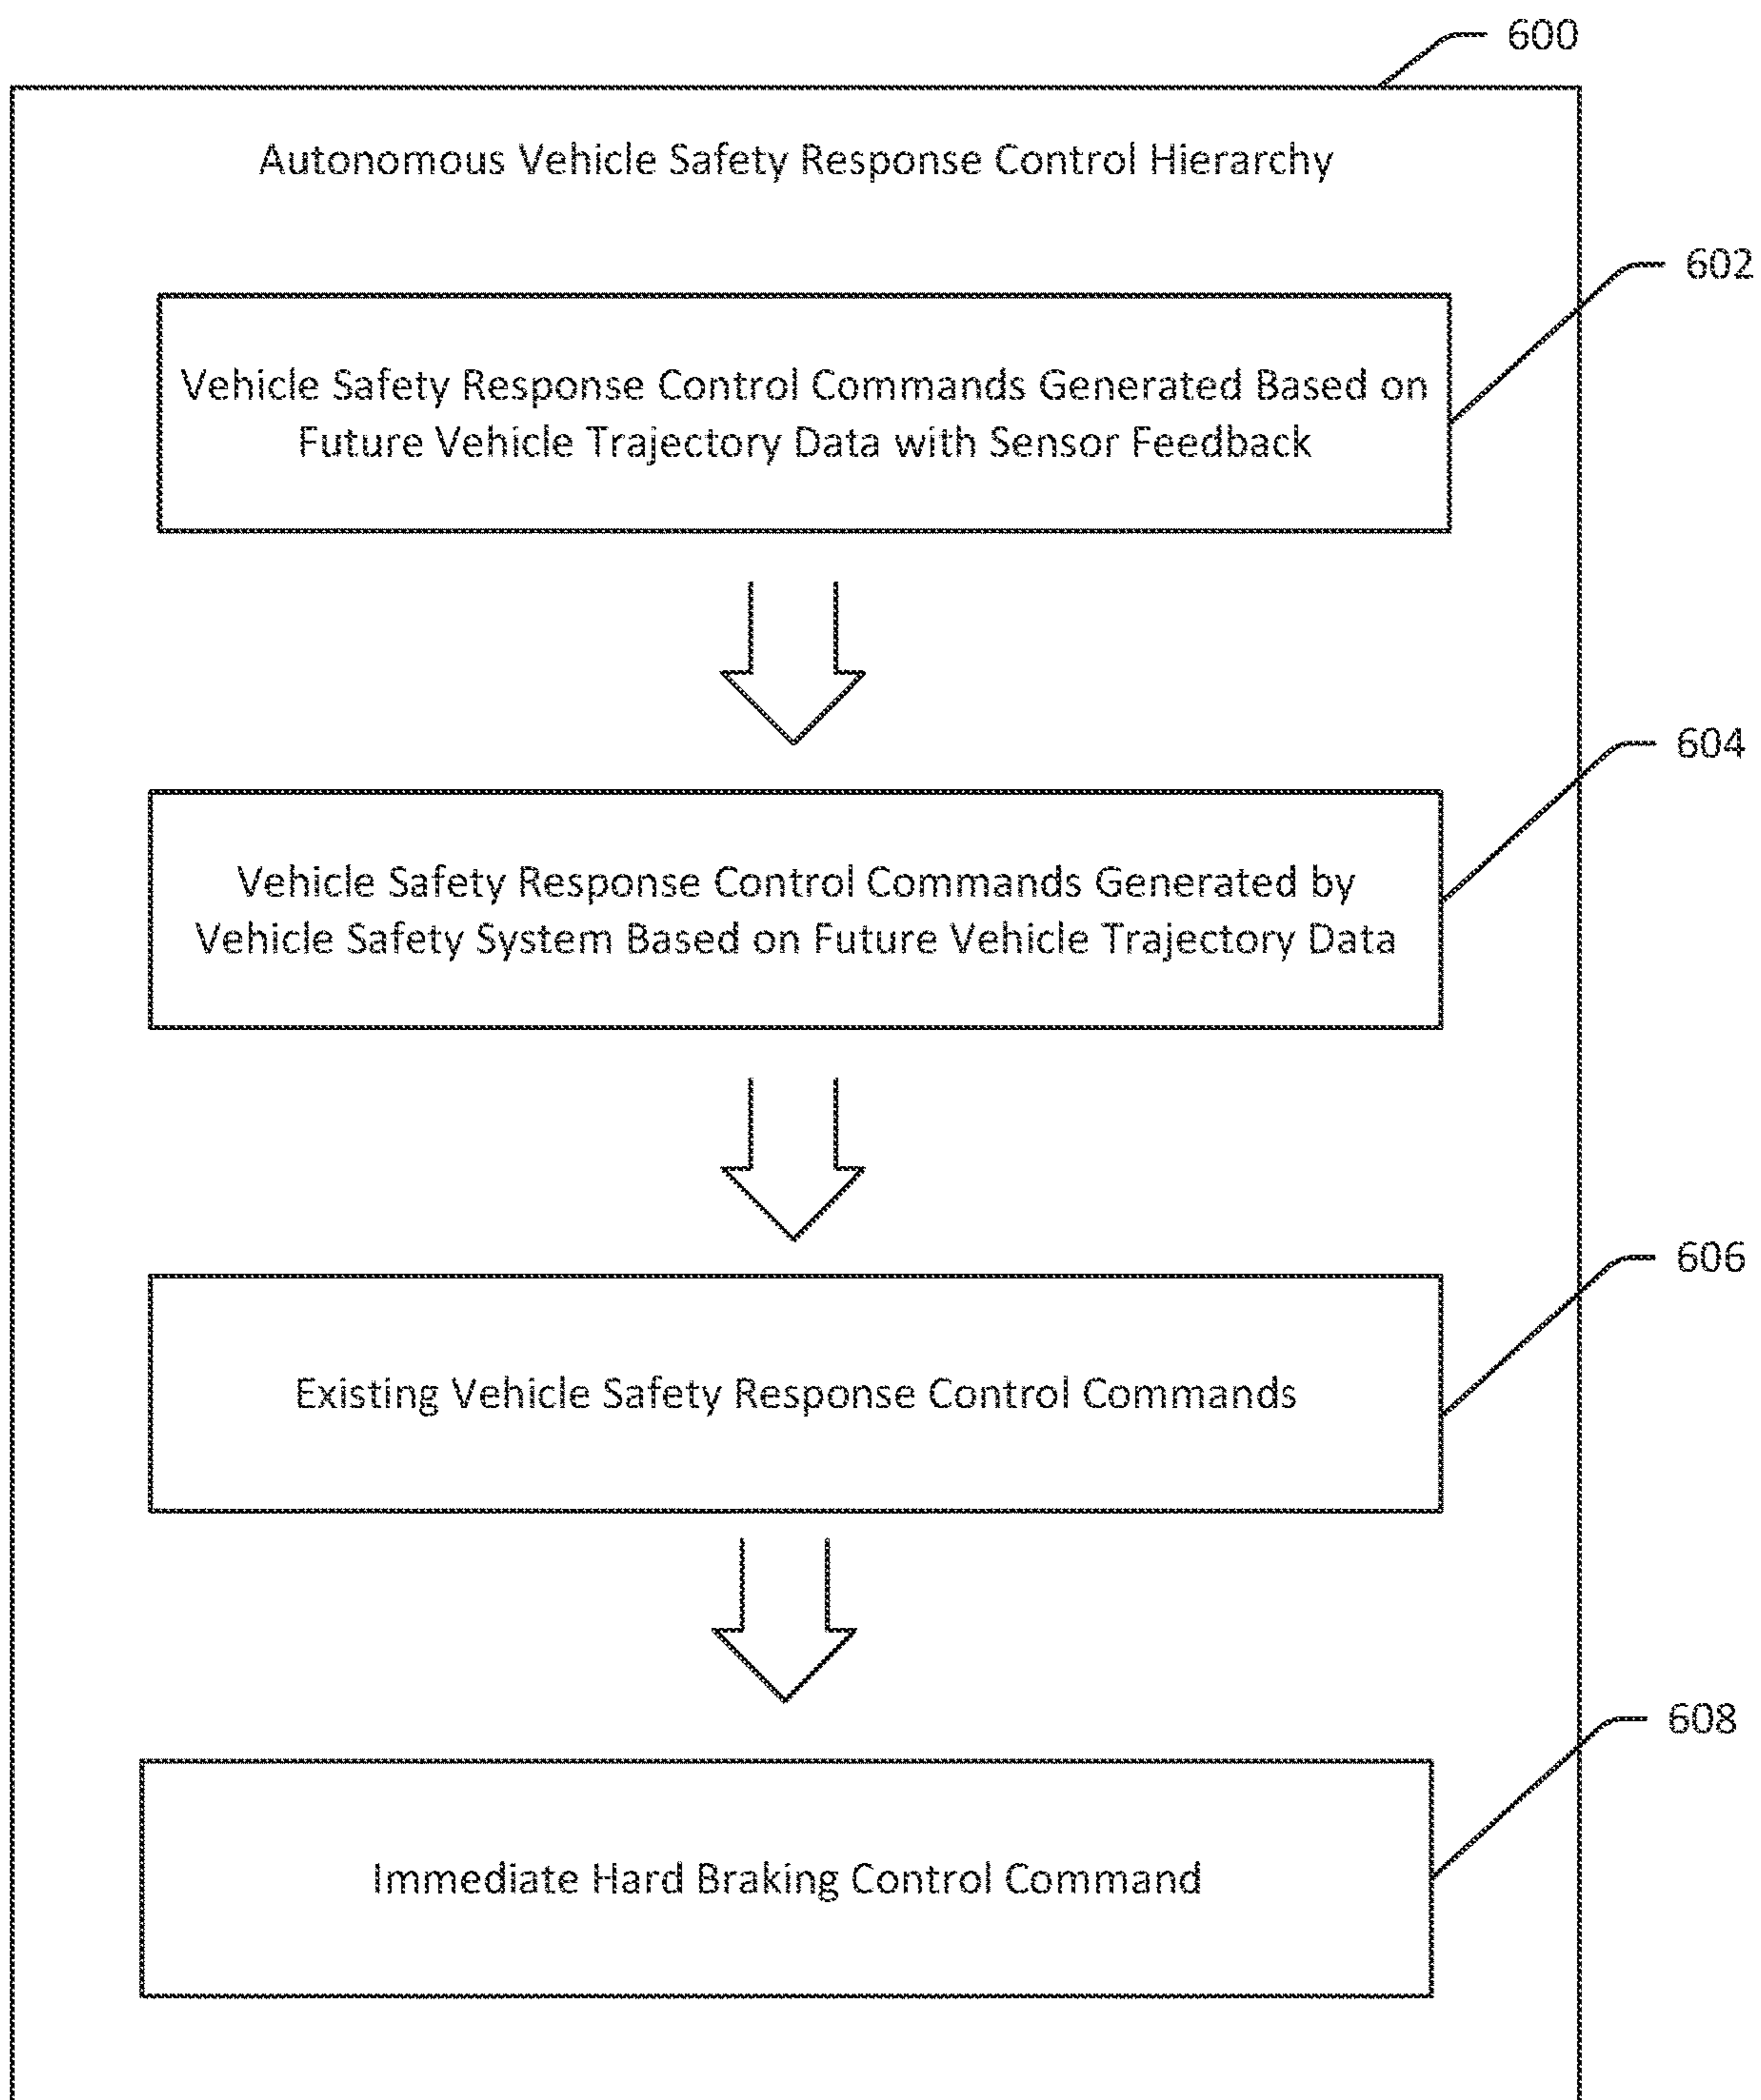 600
Autonomous Vehicle Safety Response Control Hierarchy
602
Vehicle Safety Response Control Commands Generated Based on
Future Vehicle Trajectory Data with Sensor Feedback
604
Vehicle Safety Response Control Commands Generated by
Vehicle Safety System Based on Future Vehicle Trajectory Data
606
Existing Vehicle Safety Response Control Commands
608
Immediate Hard Braking Control Command